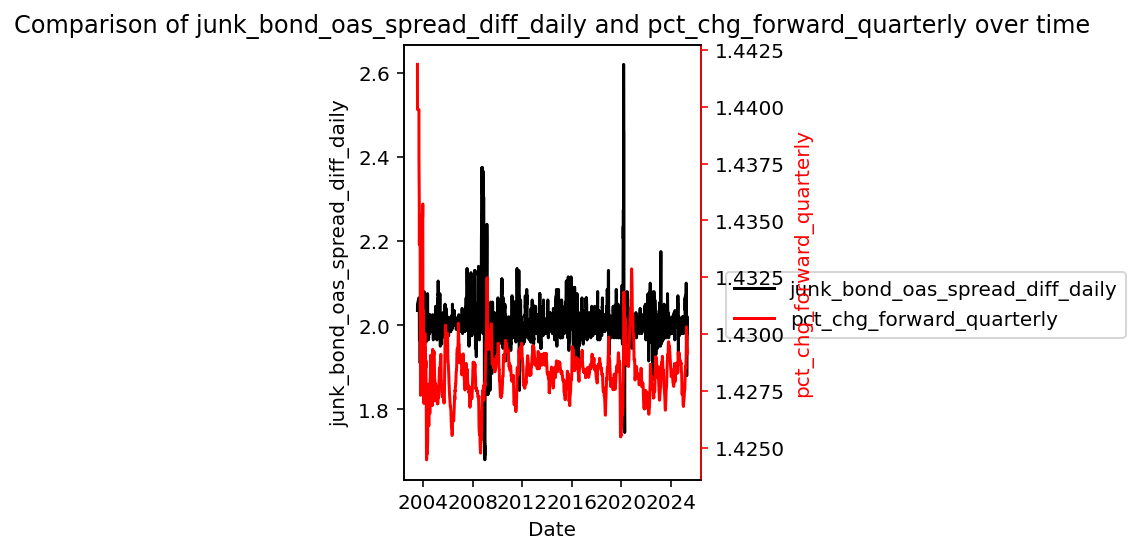 Comparison of junk_bond_oas_spread_diff_daily and pct_chg_forward_quarterly over time
junk_bond_oas_spread_diff_daily
2.6
2.4
2.2
2.0
1.8
1.4425
1.4400
1.4375
1.4350
1.4325
1.4300
1.4275
1.4250
pct_chg_forward_quarterly
junk_bond_oas_spread_diff_daily
pct_chg_forward_quarterly
2004 2008 2012 2016 2020 2024
Date